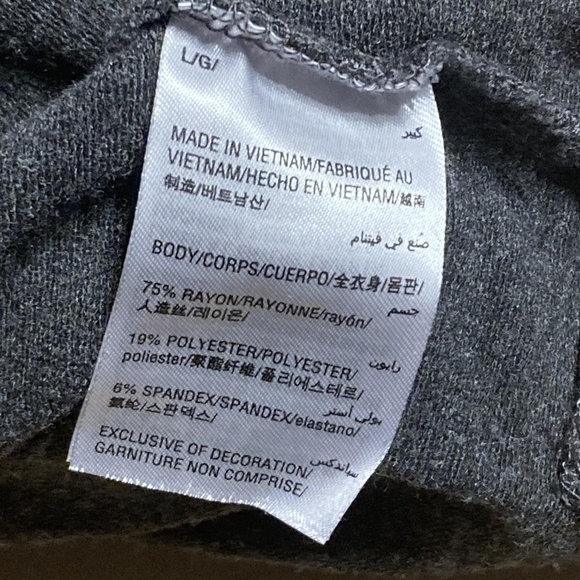 L/G/
كبير
MADE IN VIETNAM/FABRIQUÉ AU
VIETNAM/HECHO EN VIETNAM/越南
制造/베트남산/
صُنع في فيتنام
BODY/CORPS/CUERPO/全衣身/몸판/
جسم
75% RAYON/RAYONNE/rayón/
人造丝/레이온/
رايون
19% POLYESTER/POLYESTER/
poliester/聚酯纤维/폴리에스테르/
بولي أستر
6% SPANDEX/SPANDEX/elastano/
氨纶/스판덱스/
سباندكس
EXCLUSIVE OF DECORATION/
GARNITURE NON COMPRISE/